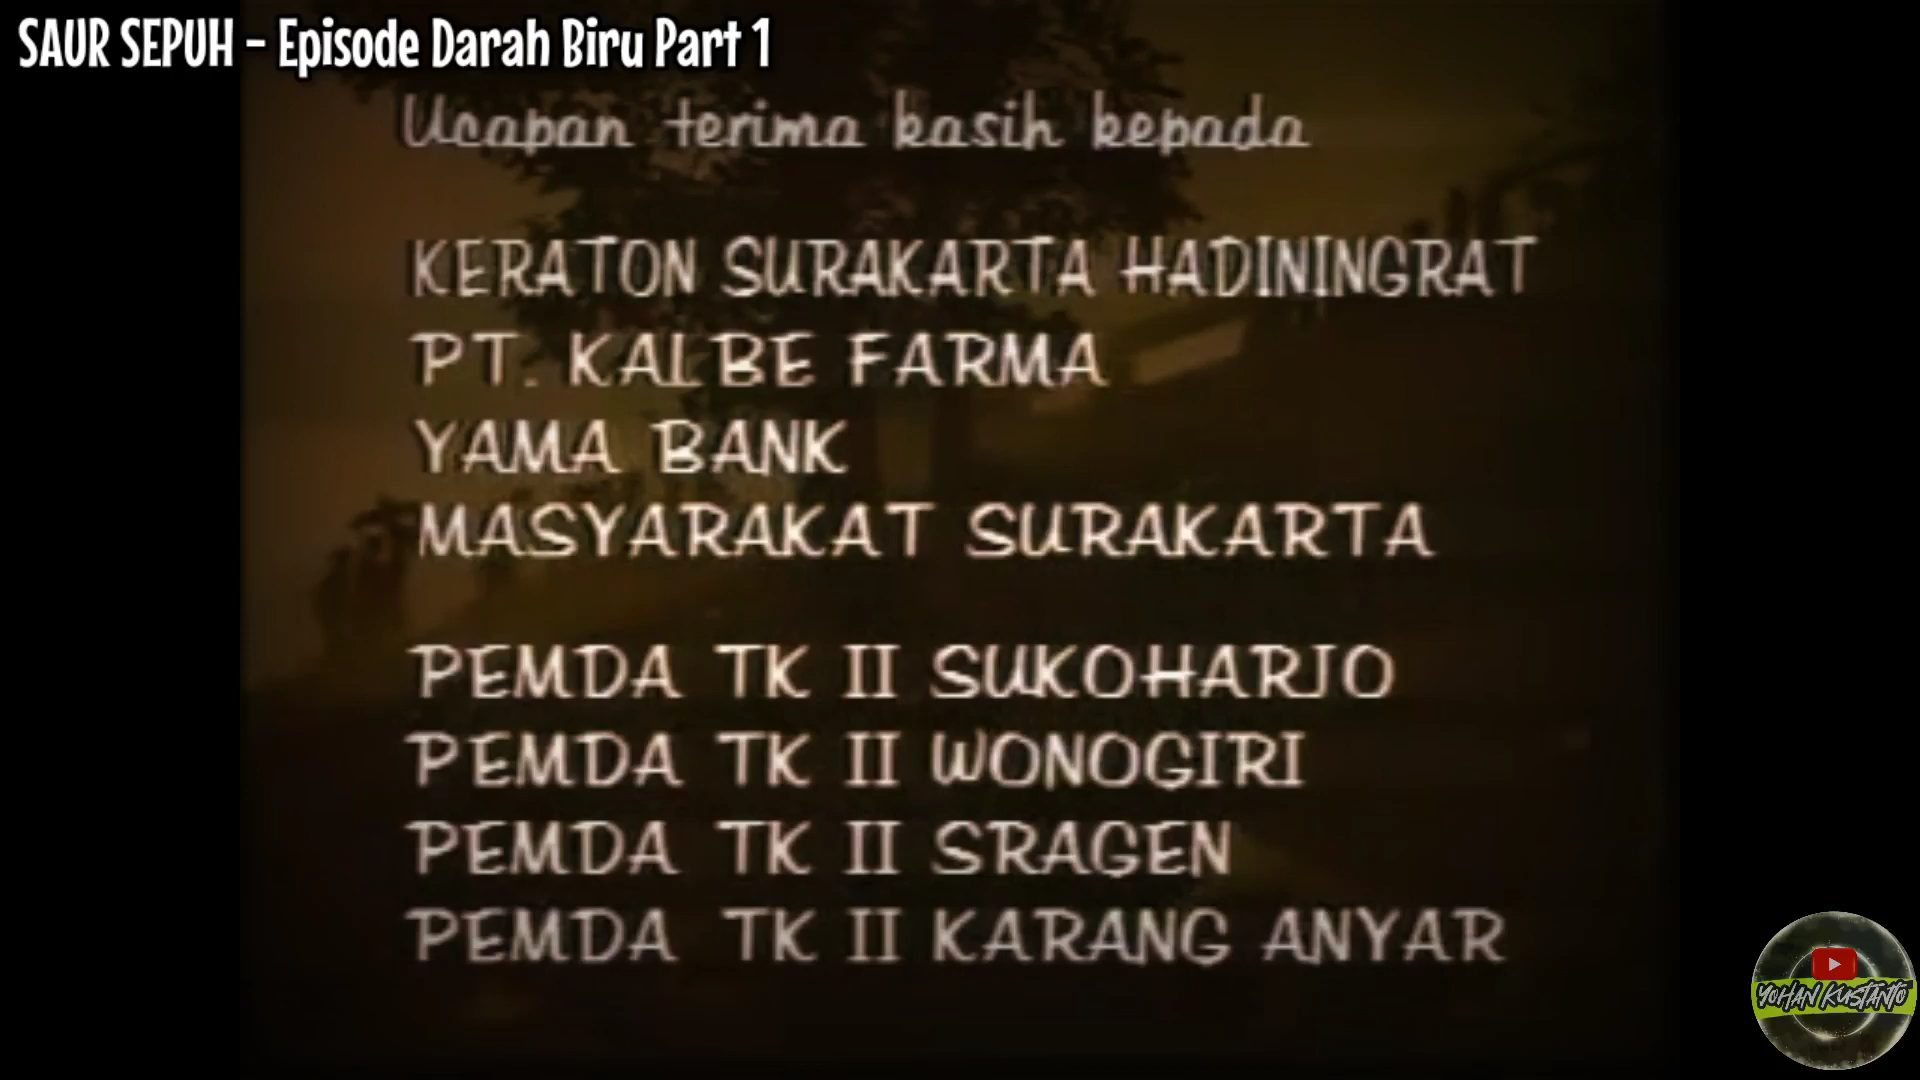 SAUR SEPUH - Episode Darah Biru Part 1
Ucapan terima kasih kepada
KERATON SURAKARTA HADININGRAT
PT. KALBE FARMA
YAMA BANK
MASYARAKAT SURAKARTA
PEMDA TK II SUKOHARJO
PEMDA TK II WONOGIRI
PEMDA TK II SRAGEN
PEMDA TK II KARANG ANYAR
YOHAN KUSTANTO